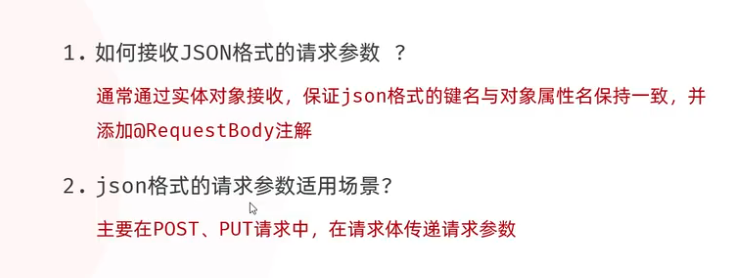 1. 如何接收JSON格式的请求参数 ？
通常通过实体对象接收，保证json格式的键名与对象属性名保持一致，并
添加@RequestBody注解
2. json格式的请求参数适用场景?
主要在POST、PUT请求中，在请求体传递请求参数